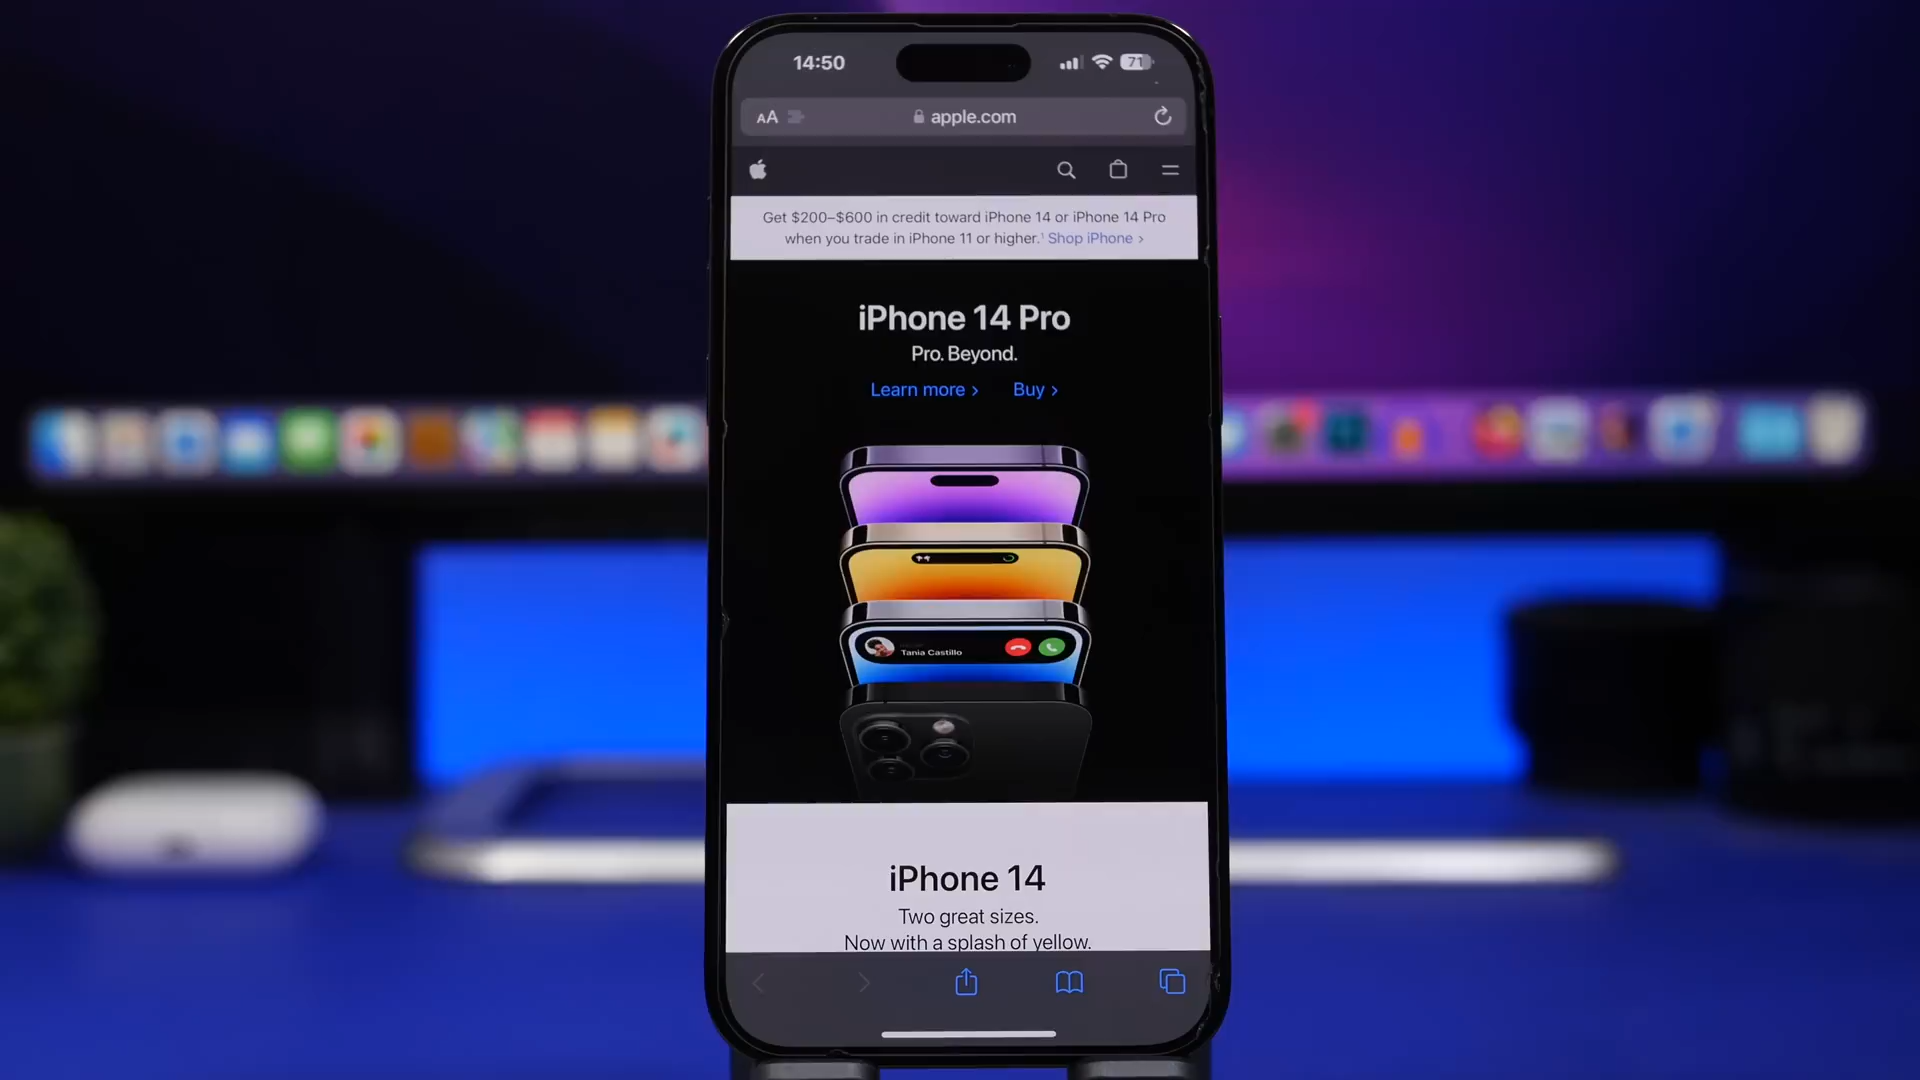 14:50
71
AA
apple.com
Get $200–$600 in credit toward iPhone 14 or iPhone 14 Pro
when you trade in iPhone 11 or higher.¹ Shop iPhone >
iPhone 14 Pro
Pro. Beyond.
Learn more >
Buy >
Tania Castillo
iPhone 14
Two great sizes.
Now with a splash of yellow.